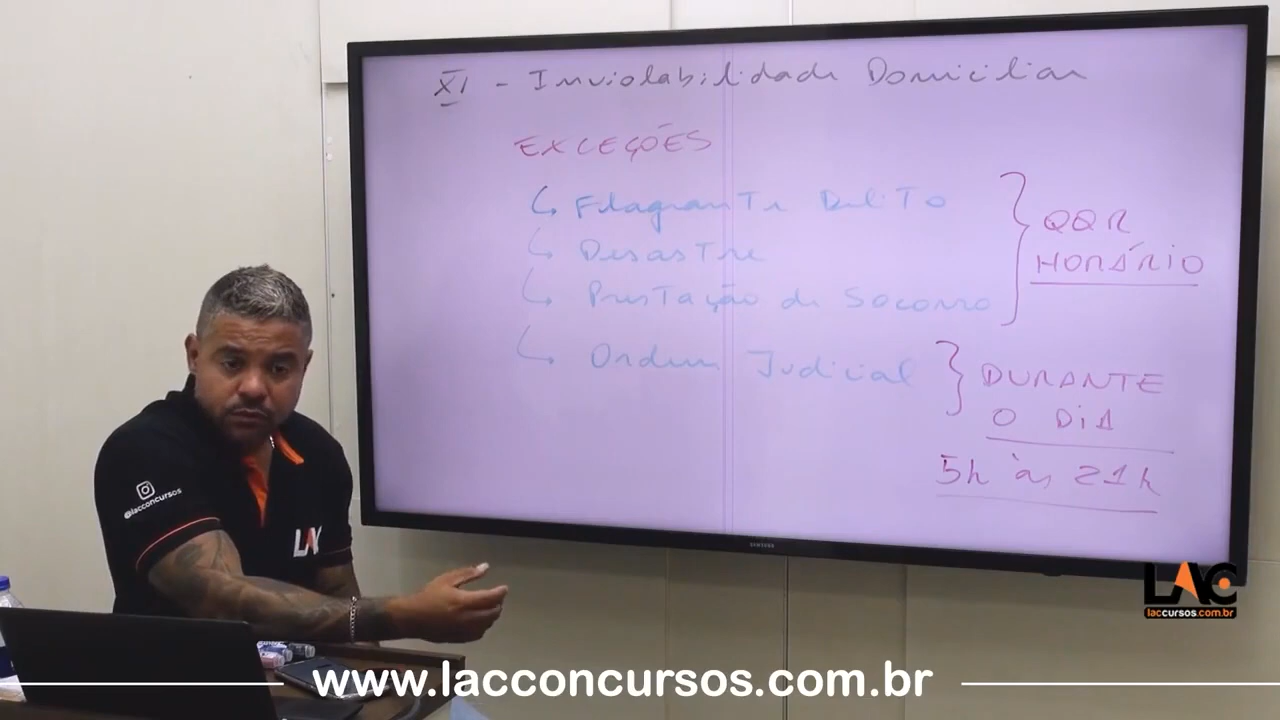 XI - Inviolabilidade Domiciliar
EXCEÇÕES
↳ Flagrante Delito
↳ Desastre
↳ Prestação de Socorro
QQR
HORÁRIO
↳ Ordem Judicial
DURANTE
O DIA
5h às 21h
@lacconcursos
LAC
SAMSUNG
LAC
laccursos.com.br
www.lacconcursos.com.br